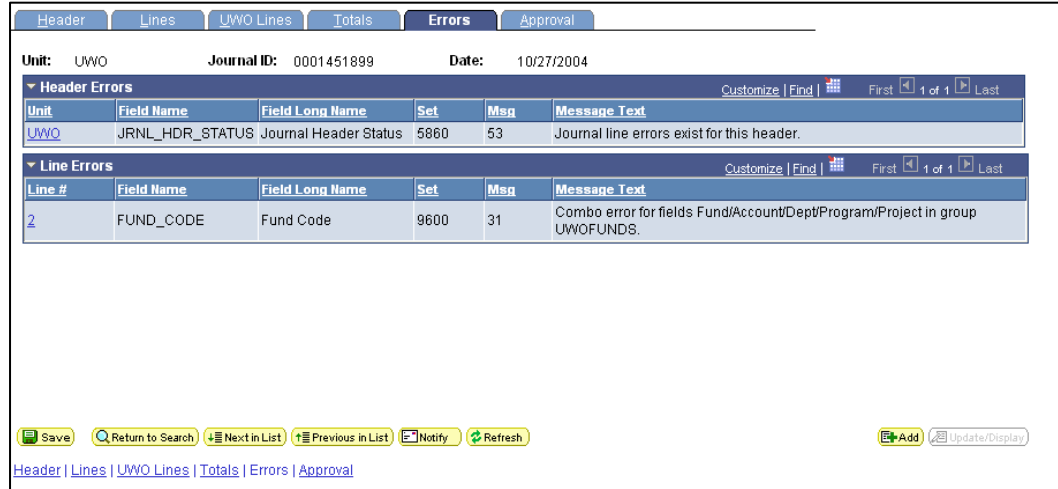 Header Lines UWO Lines Totals Errors Approval
Unit: UWO Journal ID: 0001451899 Date: 10/27/2004
Header Errors Customize | Find | First 1 of 1 Last
Unit Field Name Field Long Name Set Msg Message Text
UWO JRNL_HDR_STATUS Journal Header Status 5860 53 Journal line errors exist for this header.
Line Errors Customize | Find | First 1 of 1 Last
Line # Field Name Field Long Name Set Msg Message Text
2 FUND_CODE Fund Code 9600 31 Combo error for fields Fund/Account/Dept/Program/Project in group
UWOFUNDS.
Save Return to Search Next in List Previous in List Notify Refresh Add Update/Display
Header | Lines | UWO Lines | Totals | Errors | Approval